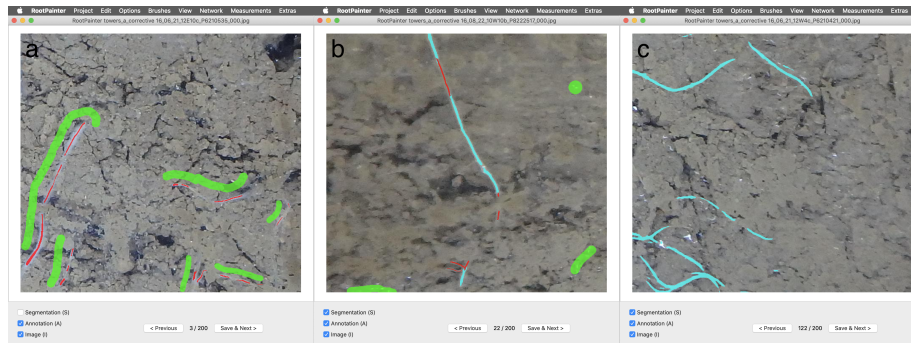 RootPainter Project Edit Options Brushes View Network Measurements Extras
RootPainter towers_a_corrective 16_06_21_12E10c_P6210535_000.jpg
a
Segmentation (S)
Annotation (A)
Image (I)
< Previous 3 / 200 Save & Next >
RootPainter Project Edit Options Brushes View Network Measurements Extras
RootPainter towers_a_corrective 16_08_22_10W10b_P8222517_000.jpg
b
Segmentation (S)
Annotation (A)
Image (I)
< Previous 22 / 200 Save & Next >
RootPainter Project Edit Options Brushes View Network Measurements Extras
RootPainter towers_a_corrective 16_06_21_12W4c_P6210421_000.jpg
c
Segmentation (S)
Annotation (A)
Image (I)
< Previous 122 / 200 Save & Next >